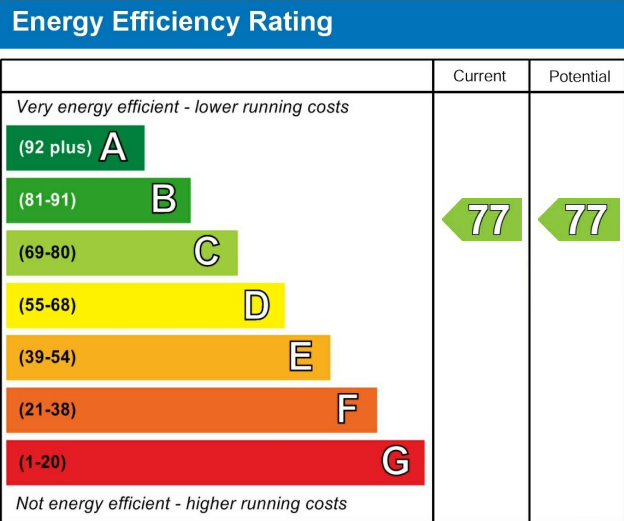 Energy Efficiency Rating
Current Potential
Very energy efficient - lower running costs
(92 plus) A
(81-91) B
77 77
(69-80) C
(55-68) D
(39-54) E
(21-38) F
(1-20) G
Not energy efficient - higher running costs